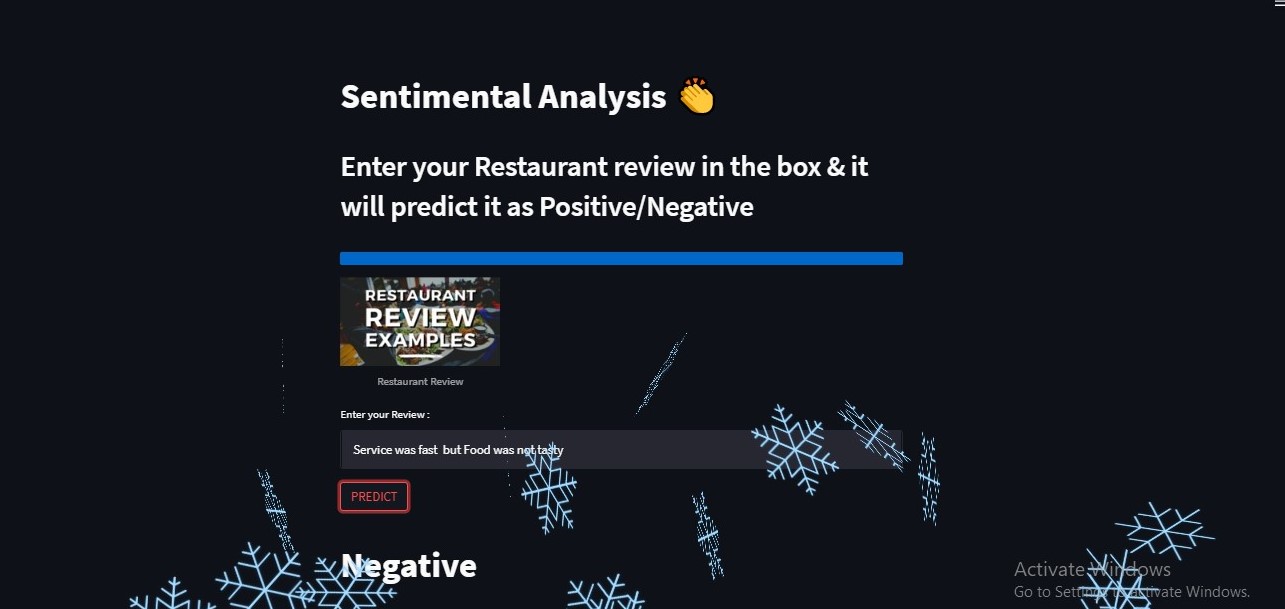 Sentimental Analysis 👏
Enter your Restaurant review in the box & it
will predict it as Positive/Negative
RESTAURANT
REVIEW
EXAMPLES
Restaurant Review
Enter your Review :
Service was fast  but Food was not tasty
PREDICT
Negative
Activate Windows
Go to Settings to activate Windows.